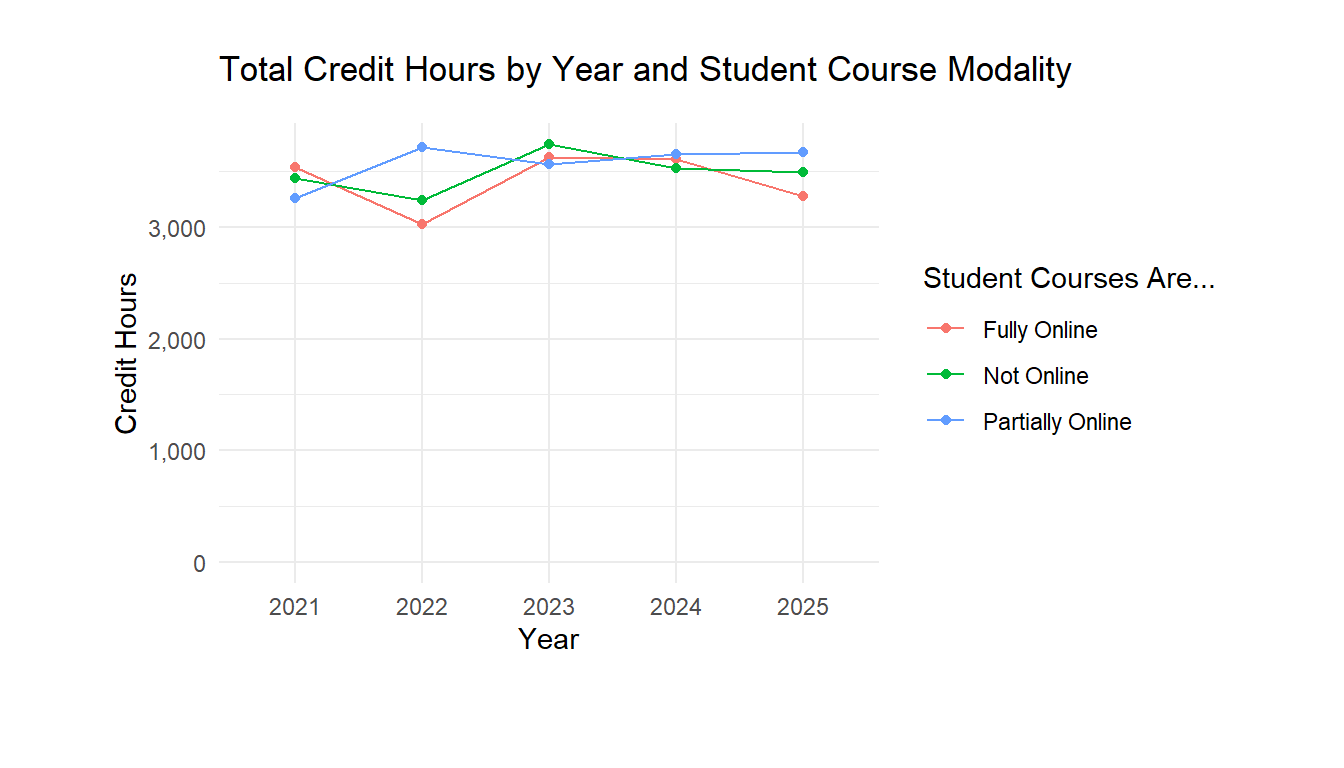 Total Credit Hours by Year and Student Course Modality
Credit Hours
3,000
2,000
1,000
0
2021 2022 2023 2024 2025
Year
Student Courses Are...
Fully Online
Not Online
Partially Online